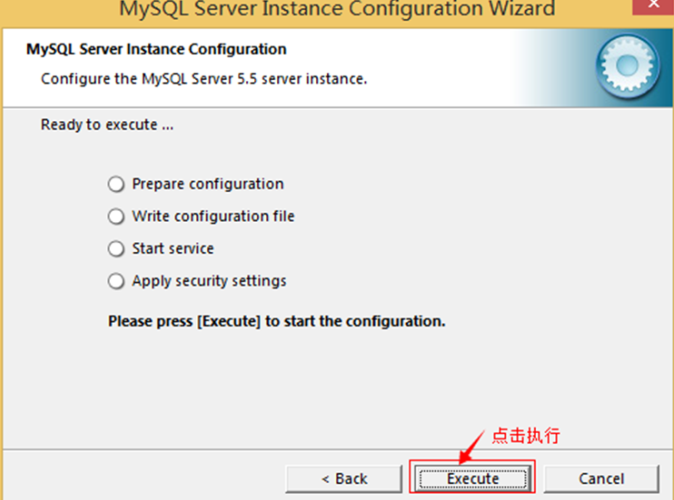 MySQL Server Instance Configuration Wizard
MySQL Server Instance Configuration
Configure the MySQL Server 5.5 server instance.
Ready to execute ...
Prepare configuration
Write configuration file
Start service
Apply security settings
Please press [Execute] to start the configuration.
点击执行
< Back
Execute
Cancel